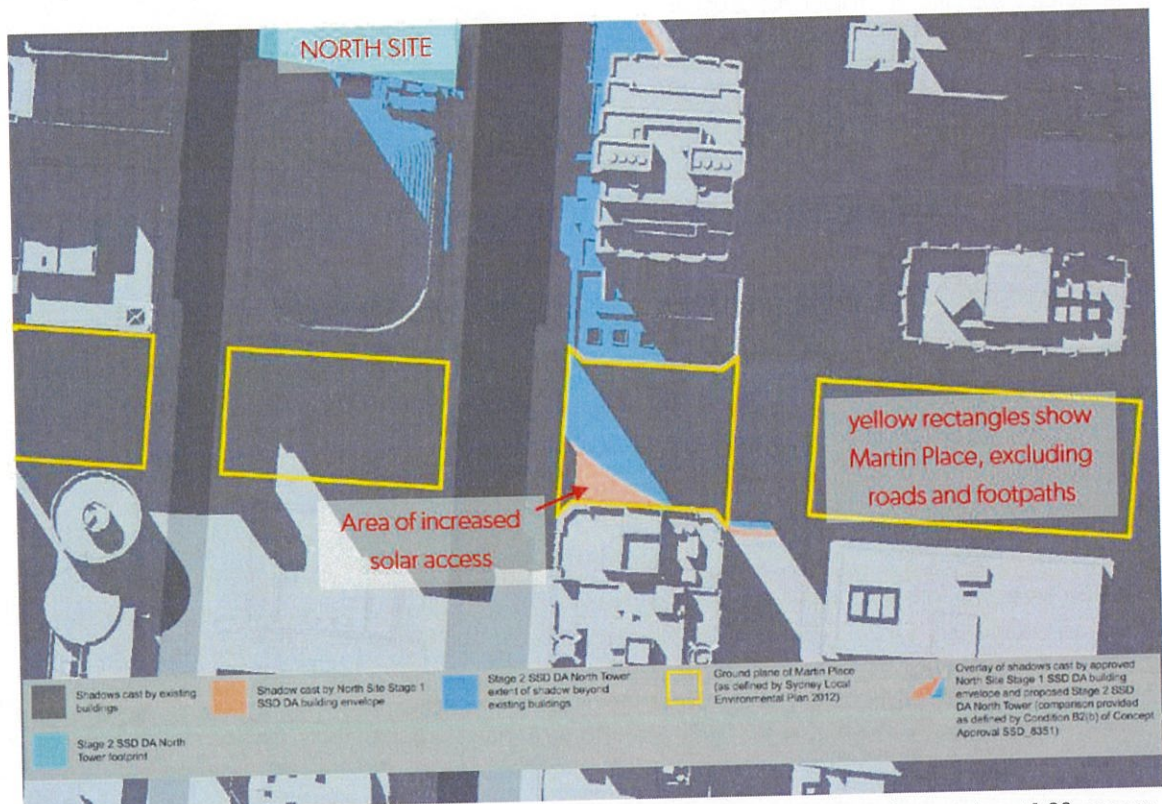 NORTH SITE
yellow rectangles show
Martin Place, excluding
roads and footpaths
Area of increased
solar access
Shadows cast by existing
buildings
Shadow cast by North Site Stage 1
SSD DA building envelope
Stage 2 SSD DA North Tower
extent of shadow beyond
existing buildings
Ground plane of Martin Place
(as defined by Sydney Local
Environmental Plan 2012)
Overlay of shadows cast by approved
North Site Stage 1 SSD DA building
envelope and proposed Stage 2 SSD
DA North Tower (comparison provided
as defined by Condition B2(b) of Concept
Approval SSD_8351)
Stage 2 SSD DA North
Tower footprint